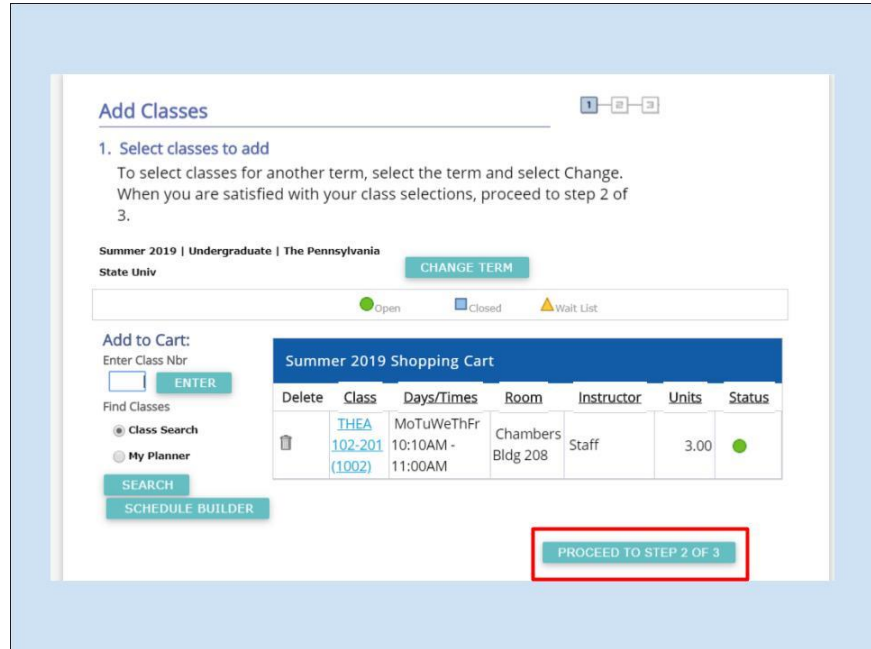 Add Classes
1 2 3
1. Select classes to add
To select classes for another term, select the term and select Change.
When you are satisfied with your class selections, proceed to step 2 of
3.
Summer 2019 | Undergraduate | The Pennsylvania
State Univ
CHANGE TERM
Open Closed Wait List
Add to Cart:
Enter Class Nbr
ENTER
Find Classes
Class Search
My Planner
SEARCH
SCHEDULE BUILDER
Summer 2019 Shopping Cart
Delete Class Days/Times Room Instructor Units Status
THEA MoTuWeThFr
102-201 10:10AM - Chambers Bldg 208 Staff 3.00
(1002) 11:00AM
PROCEED TO STEP 2 OF 3